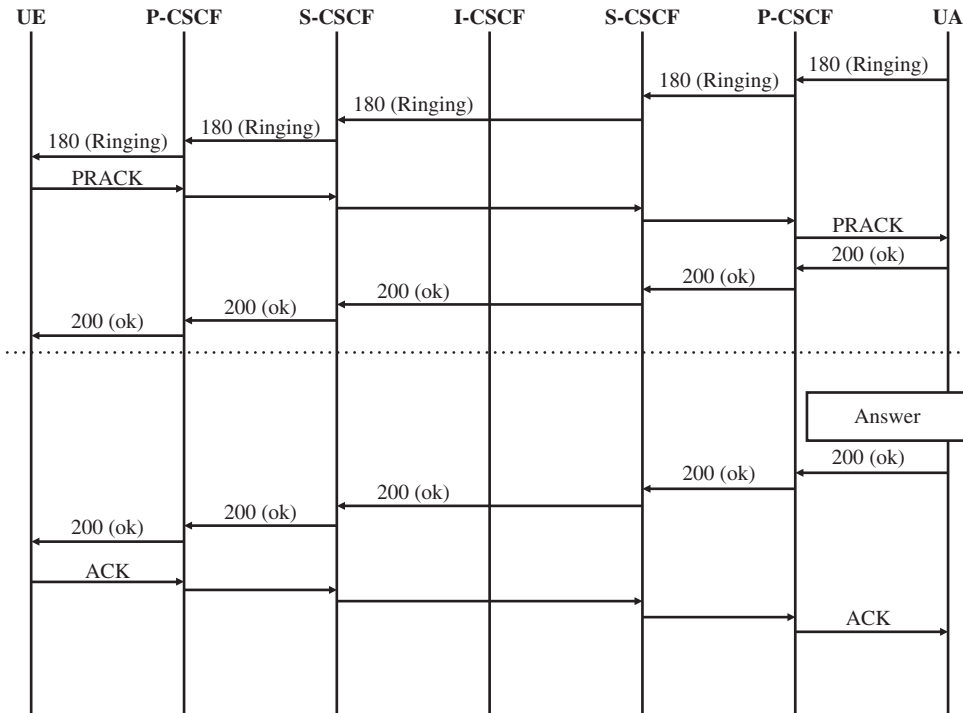 UE P-CSCF S-CSCF I-CSCF S-CSCF P-CSCF UA
180 (Ringing)
180 (Ringing)
180 (Ringing)
180 (Ringing)
180 (Ringing)
PRACK
PRACK
200 (ok)
200 (ok)
200 (ok)
200 (ok)
200 (ok)
Answer
200 (ok)
200 (ok)
200 (ok)
200 (ok)
200 (ok)
ACK
ACK